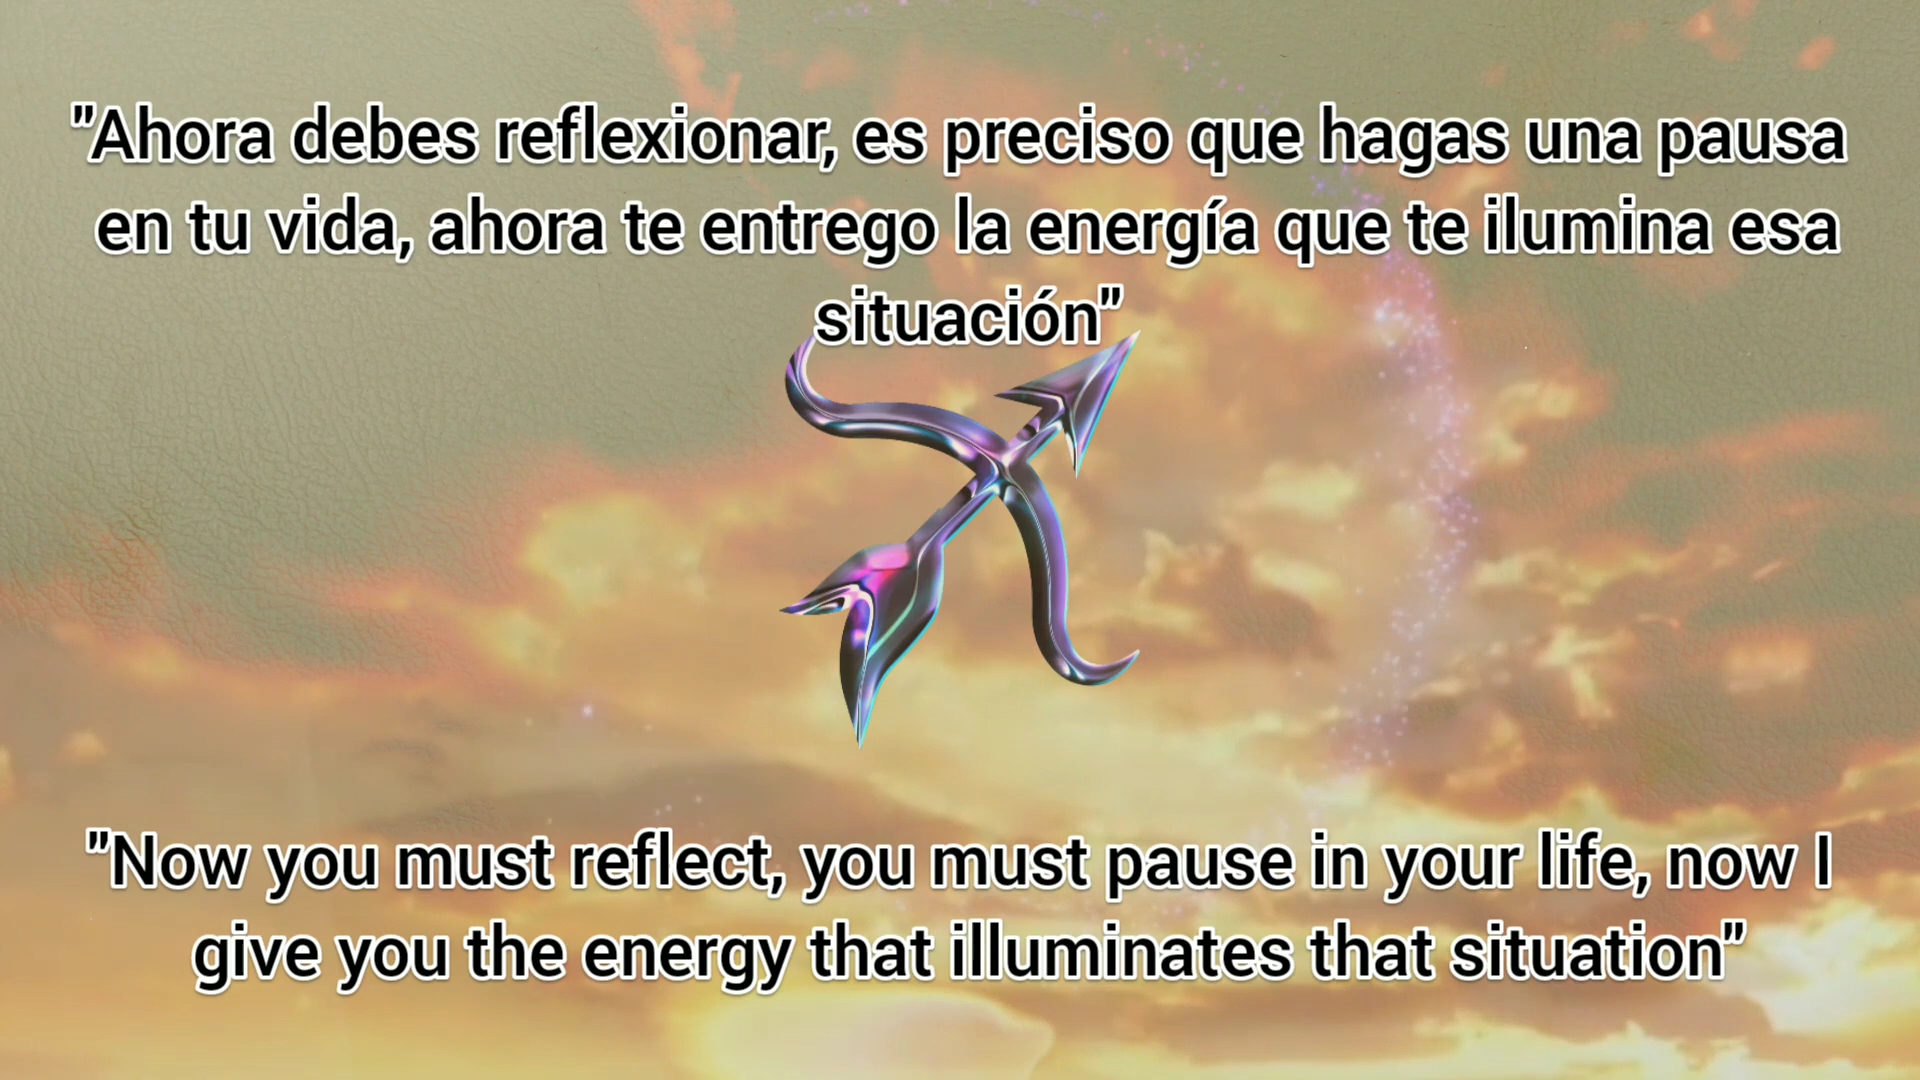 "Ahora debes reflexionar, es preciso que hagas una pausa
en tu vida, ahora te entrego la energía que te ilumina esa
situación"
"Now you must reflect, you must pause in your life, now I
give you the energy that illuminates that situation"